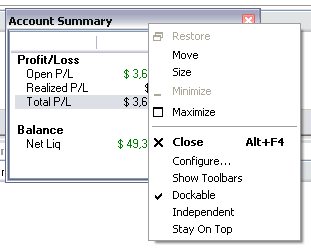 Account Summary
Profit/Loss
Open P/L $ 3,6
Realized P/L $
Total P/L $ 3,6
Balance
Net Liq $ 49,3
Restore
Move
Size
Minimize
Maximize
Close Alt+F4
Configure...
Show Toolbars
Dockable
Independent
Stay On Top